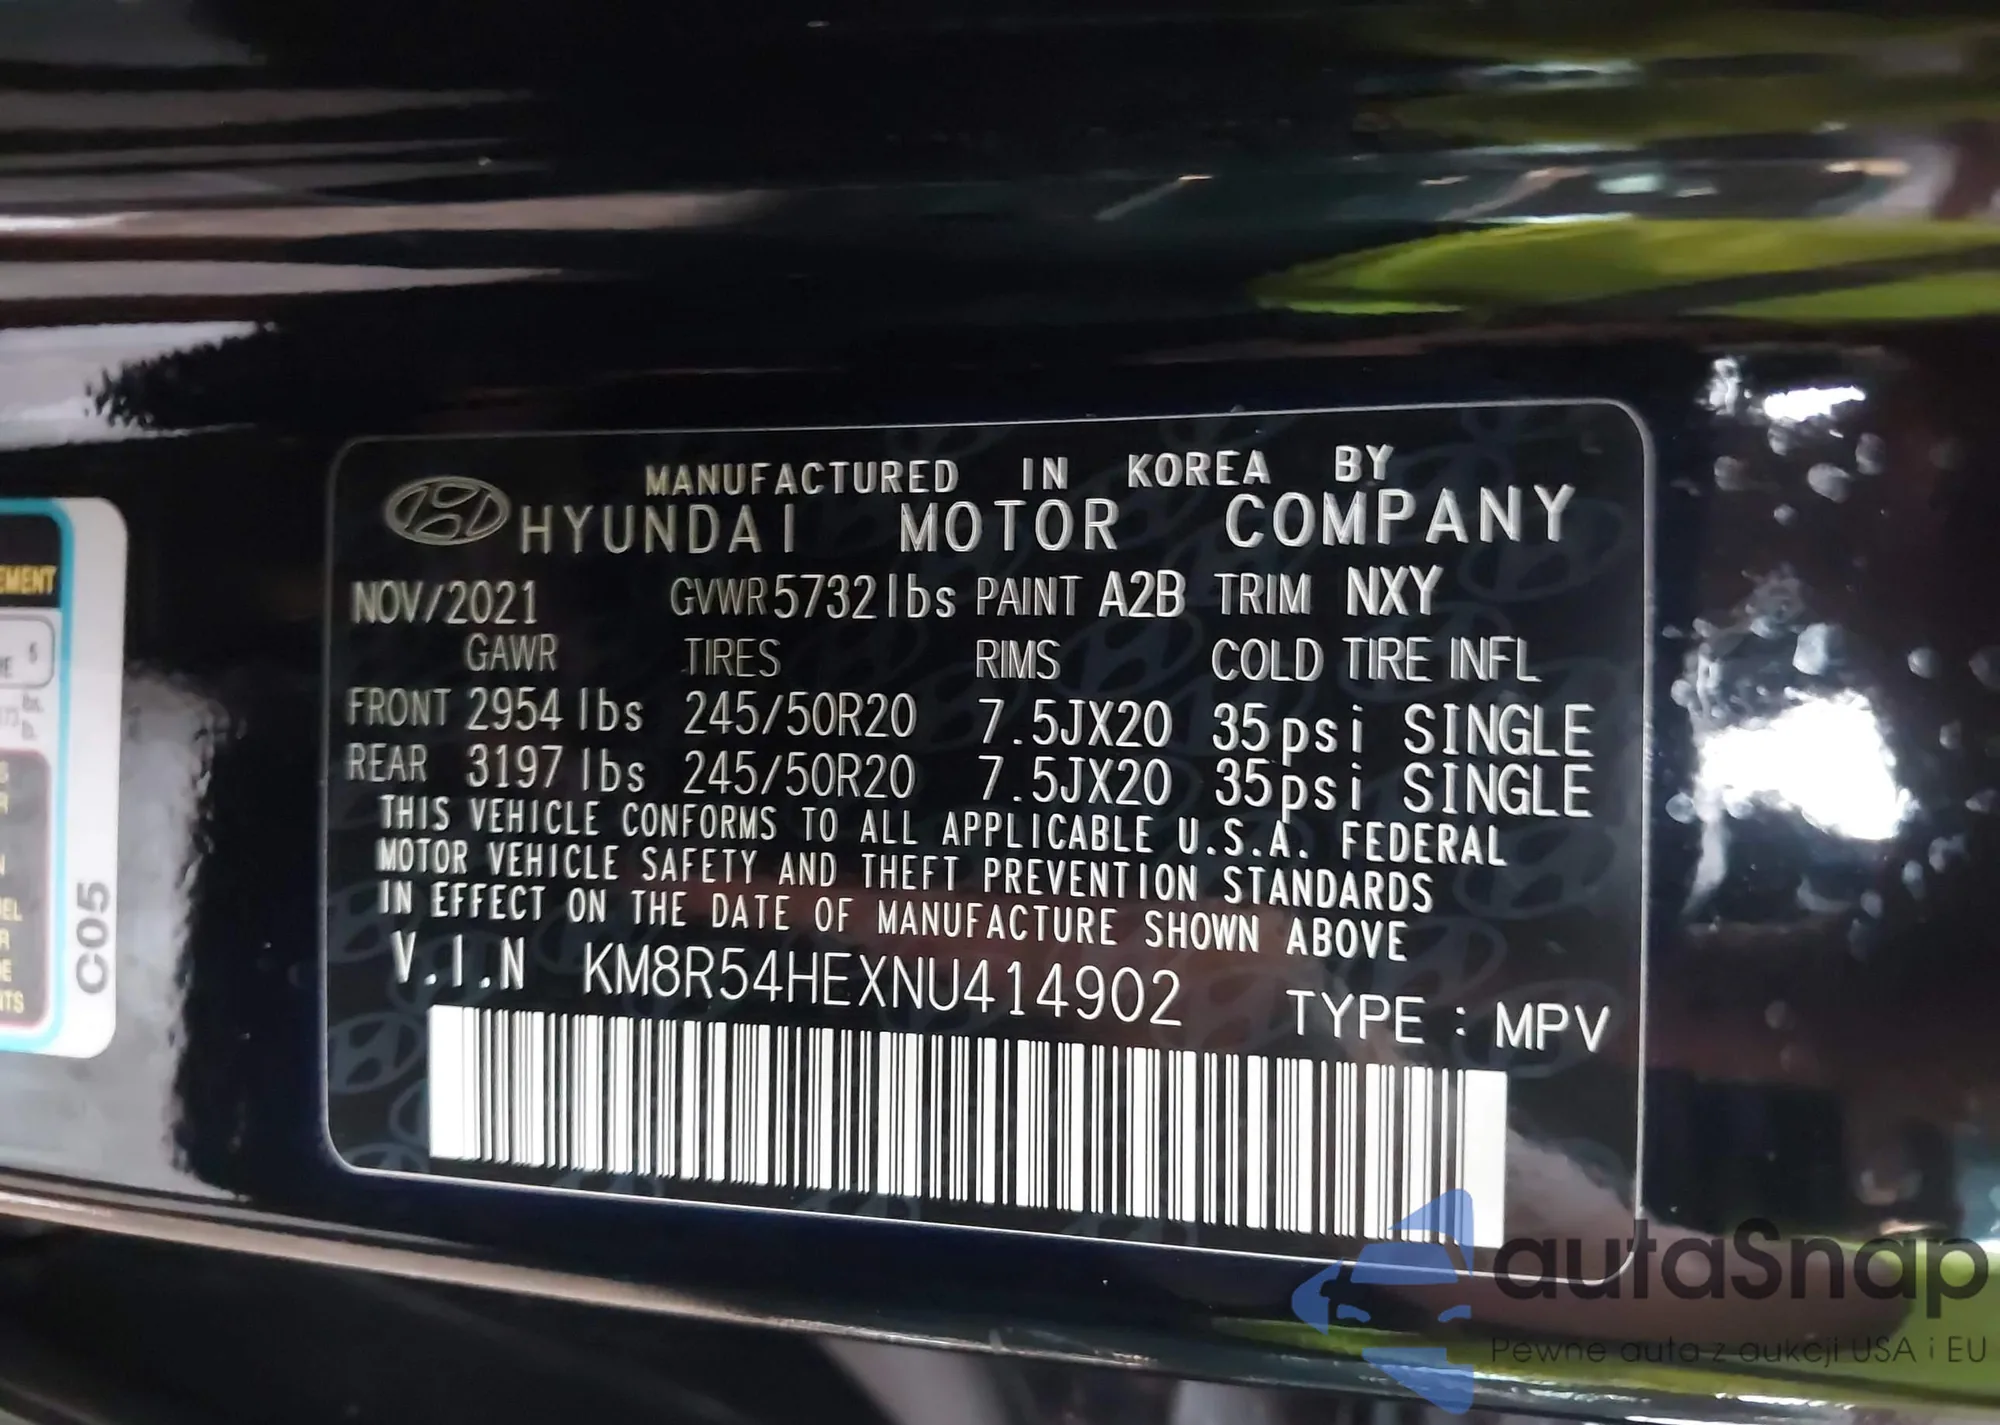 MANUFACTURED IN KOREA BY
HYUNDAI MOTOR COMPANY
NOV/2021 GVWR 5732 lbs PAINT A2B TRIM NXY
GAWR TIRES RIMS COLD TIRE INFL
FRONT 2954 lbs 245/50R20 7.5JX20 35psi SINGLE
REAR 3197 lbs 245/50R20 7.5JX20 35psi SINGLE
THIS VEHICLE CONFORMS TO ALL APPLICABLE U.S.A. FEDERAL
MOTOR VEHICLE SAFETY AND THEFT PREVENTION STANDARDS
IN EFFECT ON THE DATE OF MANUFACTURE SHOWN ABOVE
V.I.N KM8R54HEXNU414902 TYPE : MPV
C05
autaSnap
Pewne auta z aukcji USA i EU